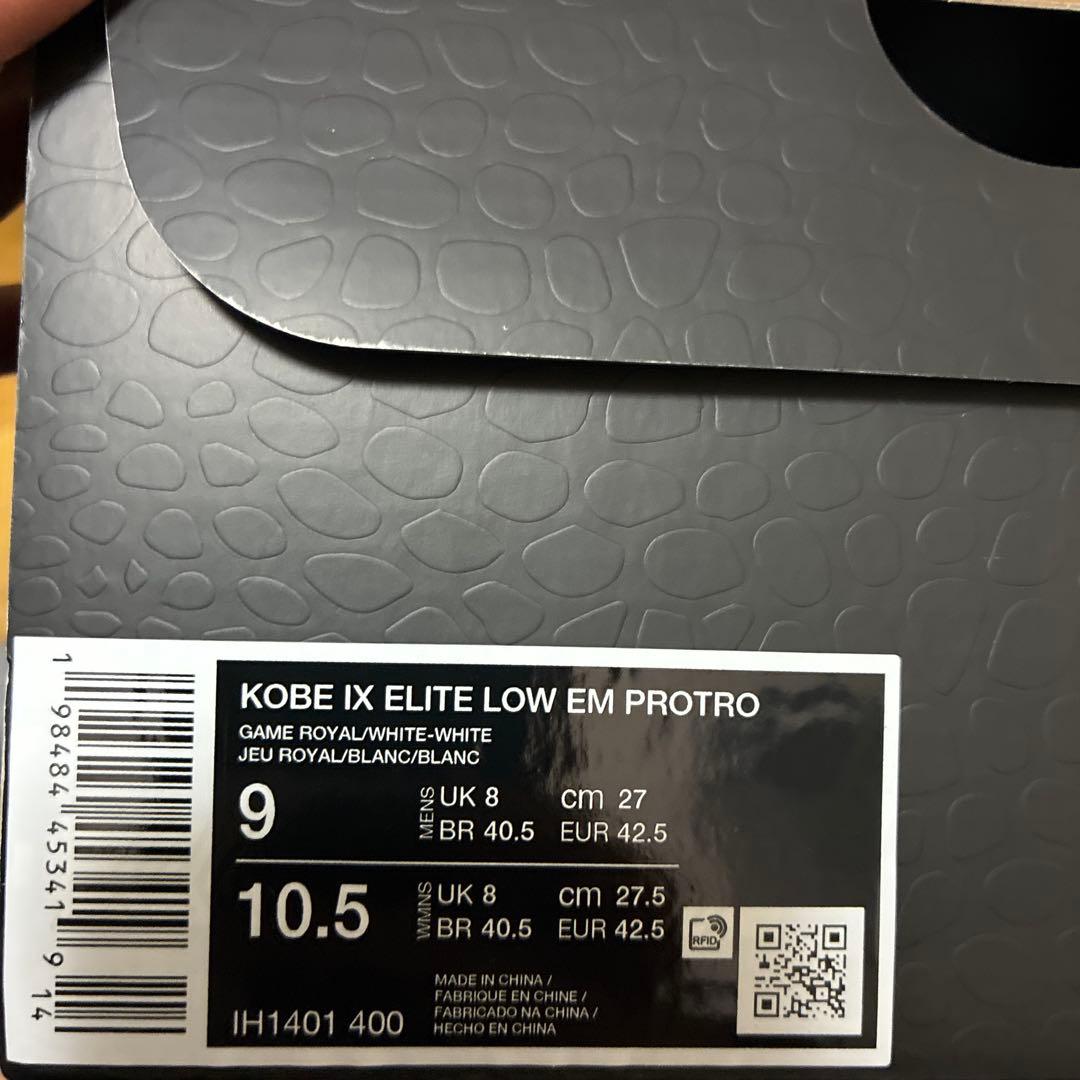 KOBE IX ELITE LOW EM PROTRO
GAME ROYAL/WHITE-WHITE
JEU ROYAL/BLANC/BLANC
9
MENS
UK 8 cm 27
BR 40.5 EUR 42.5
10.5
WMNS
UK 8 cm 27.5
BR 40.5 EUR 42.5
RFID
MADE IN CHINA /
FABRIQUE EN CHINE /
FABRICADO NA CHINA /
HECHO EN CHINA
IH1401 400
1 98484 45341 9 14